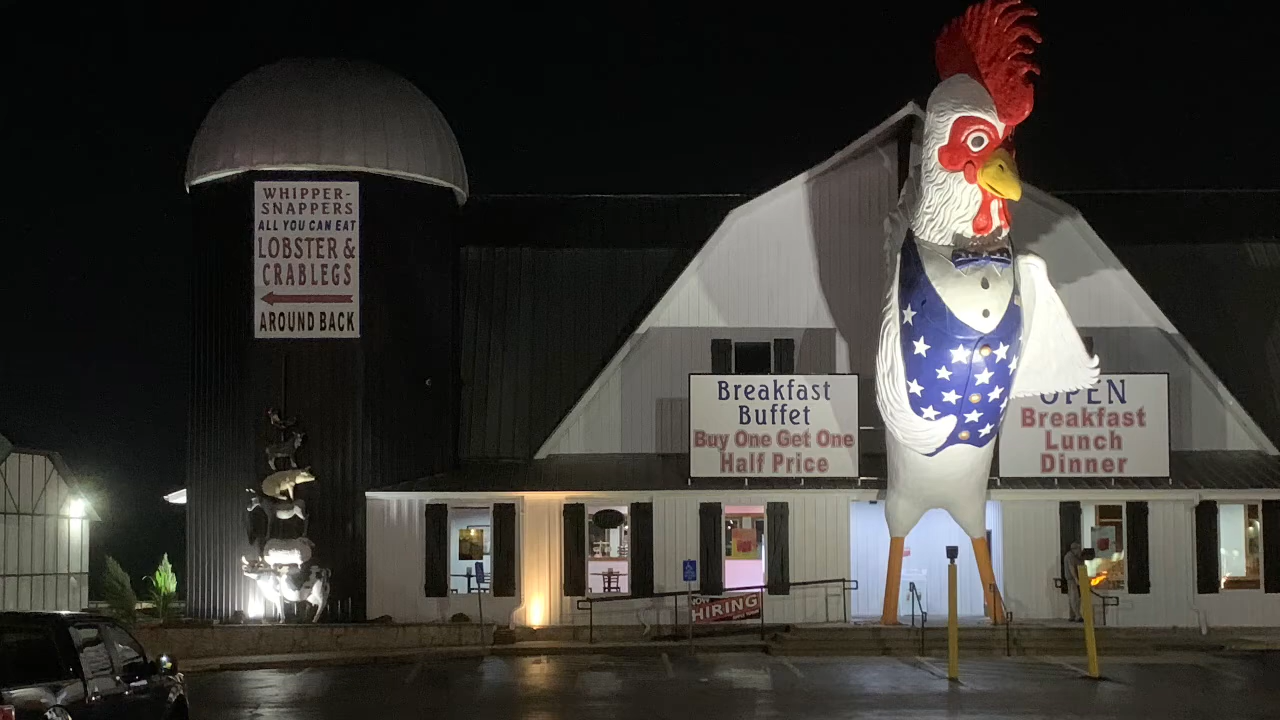 WHIPPER-
SNAPPERS
ALL YOU CAN EAT
LOBSTER &
CRABLEGS
AROUND BACK
Breakfast
Buffet
Buy One Get One
Half Price
OPEN
Breakfast
Lunch
Dinner
NOW
HIRING